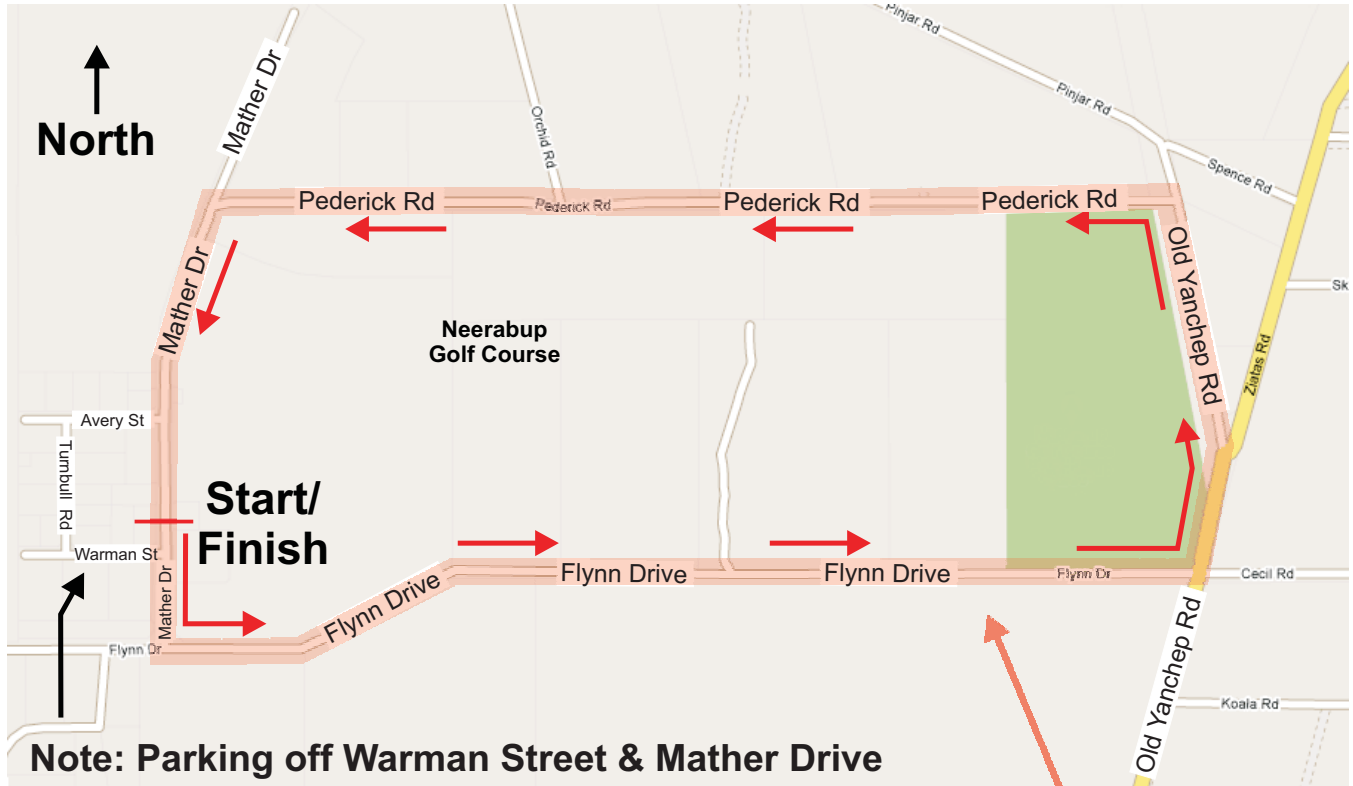 Pinjar Rd
Mather Dr
North
Orchid Rd
Pinjar Rd
Spence Rd
Pederick Rd
Pederick Rd
Pederick Rd
Pederick Rd
Mather Dr
Old Yanchep Rd
Sk
Neerabup
Golf Course
Ziatas Rd
Avery St
Turnbull Rd
Start/
Finish
Warman St
Mather Dr
Flynn Drive
Flynn Drive
Flynn Drive
Flynn Dr
Cecil Rd
Flynn Dr
Old Yanchep Rd
Koala Rd
Note: Parking off Warman Street & Mather Drive